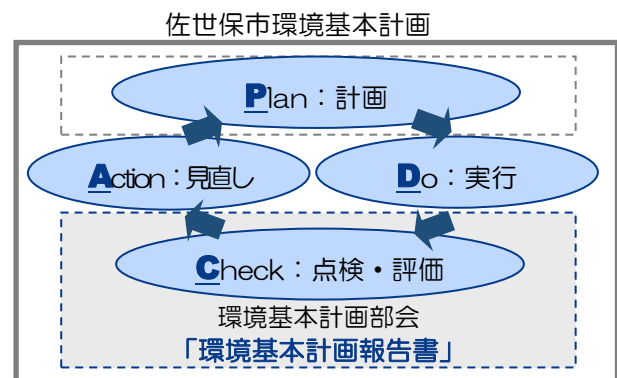 佐世保市環境基本計画
Plan：計画
Action：見直し
Do：実行
Check：点検・評価
環境基本計画部会
「環境基本計画報告書」